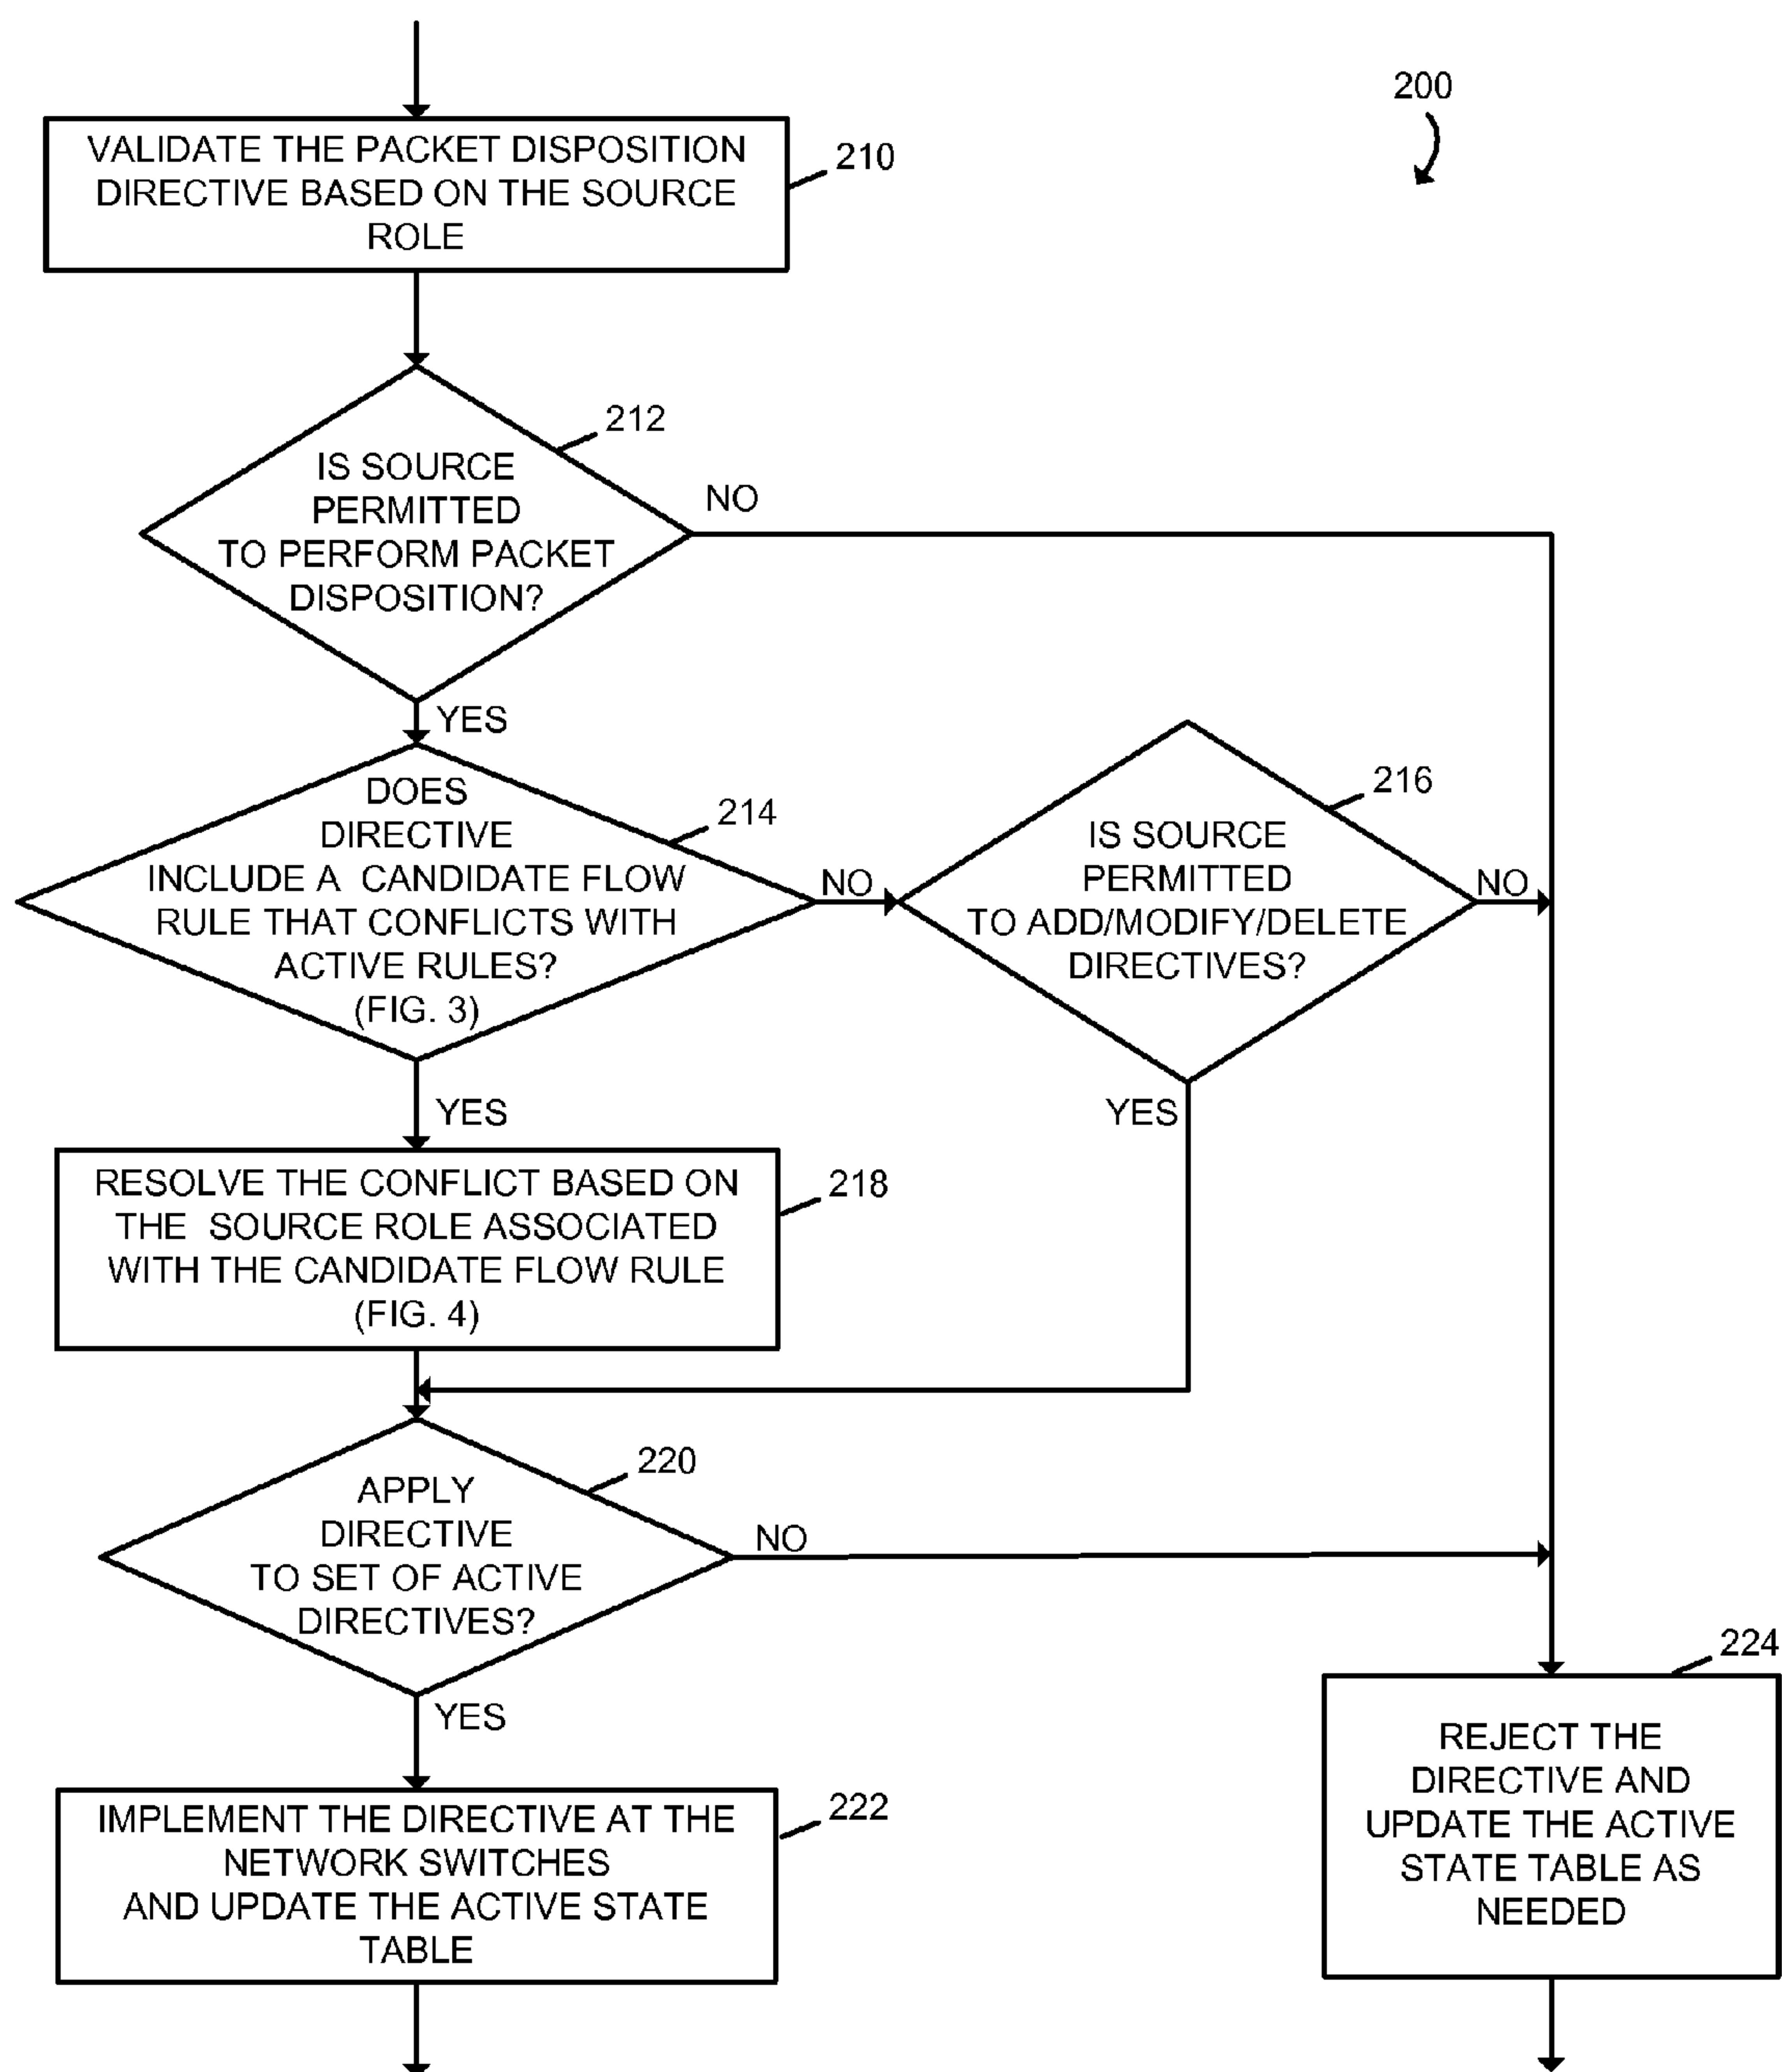 200
VALIDATE THE PACKET DISPOSITION
DIRECTIVE BASED ON THE SOURCE
ROLE
210
212
IS SOURCE
PERMITTED
TO PERFORM PACKET
DISPOSITION?
NO
YES
DOES
DIRECTIVE
INCLUDE A CANDIDATE FLOW
RULE THAT CONFLICTS WITH
ACTIVE RULES?
(FIG. 3)
214
NO
216
IS SOURCE
PERMITTED
TO ADD/MODIFY/DELETE
DIRECTIVES?
NO
YES
YES
RESOLVE THE CONFLICT BASED ON
THE SOURCE ROLE ASSOCIATED
WITH THE CANDIDATE FLOW RULE
(FIG. 4)
218
220
APPLY
DIRECTIVE
TO SET OF ACTIVE
DIRECTIVES?
NO
YES
IMPLEMENT THE DIRECTIVE AT THE
NETWORK SWITCHES
AND UPDATE THE ACTIVE STATE
TABLE
222
224
REJECT THE
DIRECTIVE AND
UPDATE THE ACTIVE
STATE TABLE AS
NEEDED